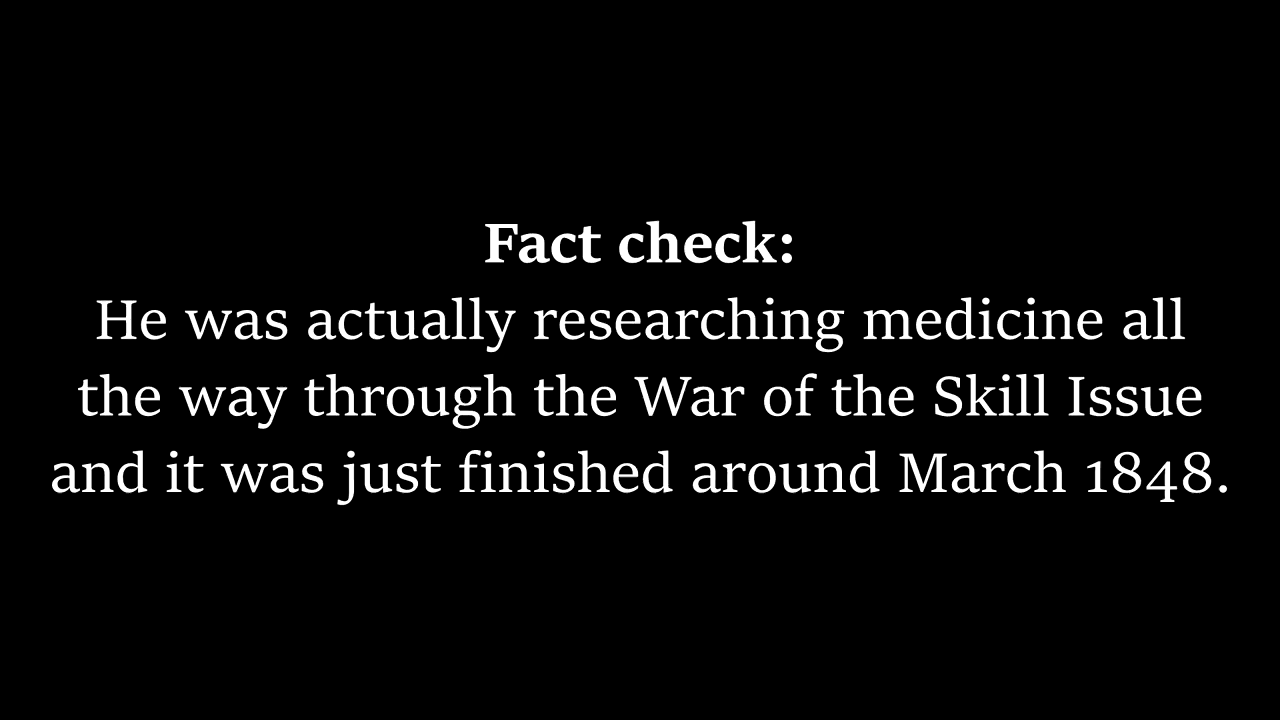 Fact check:
He was actually researching medicine all
the way through the War of the Skill Issue
and it was just finished around March 1848.